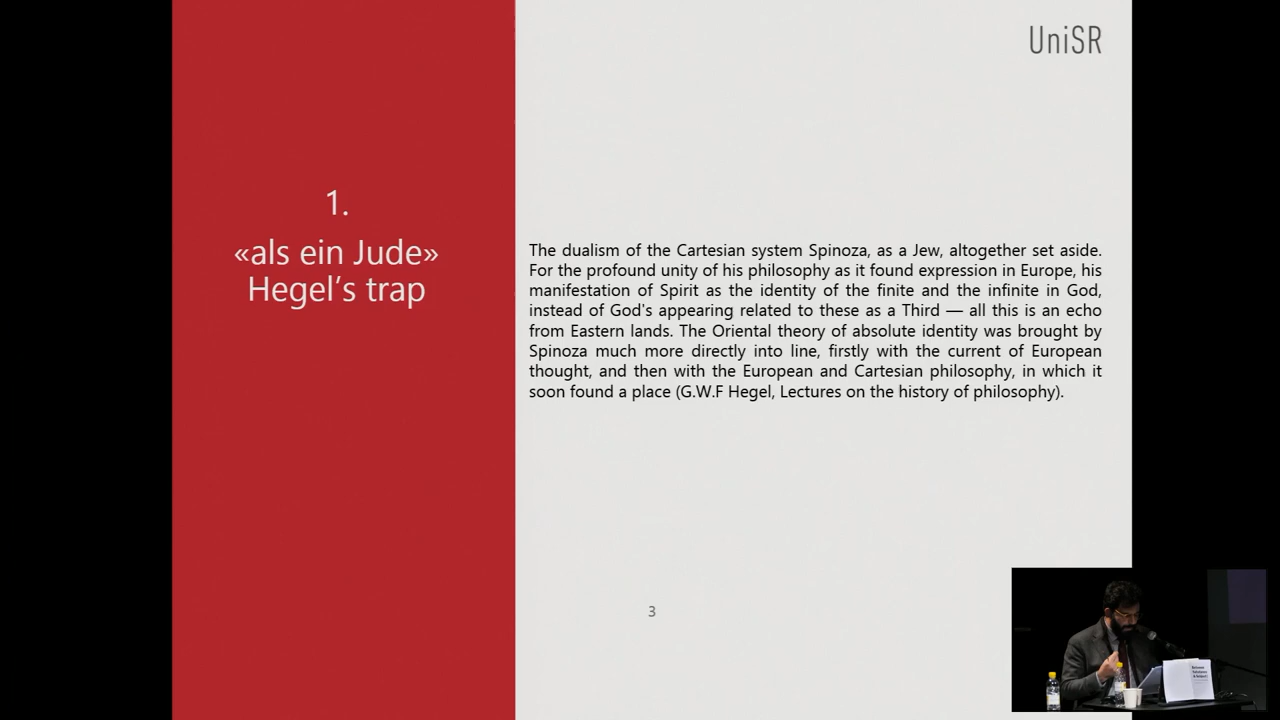 UniSR
1.
«als ein Jude»
Hegel's trap
The dualism of the Cartesian system Spinoza, as a Jew, altogether set aside.
For the profound unity of his philosophy as it found expression in Europe, his
manifestation of Spirit as the identity of the finite and the infinite in God,
instead of God's appearing related to these as a Third — all this is an echo
from Eastern lands. The Oriental theory of absolute identity was brought by
Spinoza much more directly into line, firstly with the current of European
thought, and then with the European and Cartesian philosophy, in which it
soon found a place (G.W.F Hegel, Lectures on the history of philosophy).
3